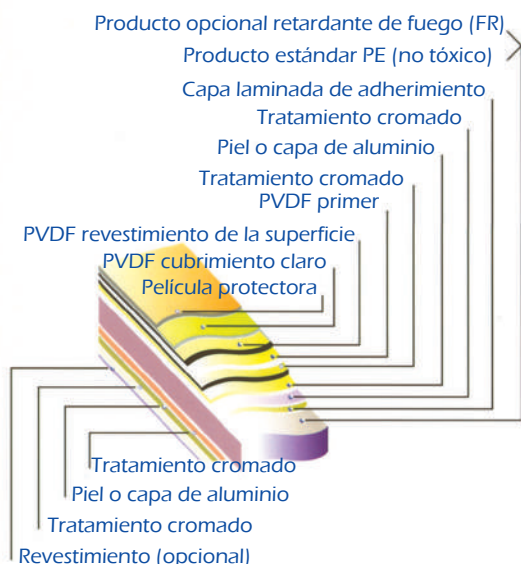 Producto opcional retardante de fuego (FR)
Producto estándar PE (no tóxico)
Capa laminada de adherimiento
Tratamiento cromado
Piel o capa de aluminio
Tratamiento cromado
PVDF primer
PVDF revestimiento de la superficie
PVDF cubrimiento claro
Película protectora
Tratamiento cromado
Piel o capa de aluminio
Tratamiento cromado
Revestimiento (opcional)